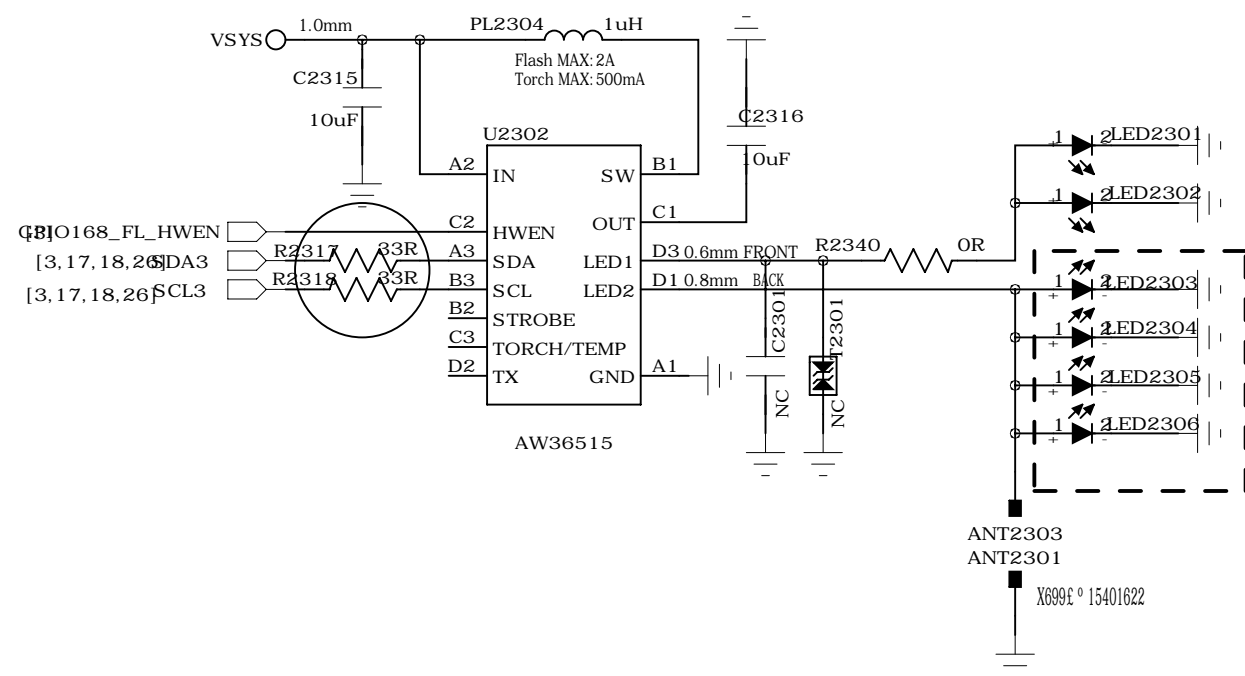 VSYS
1.0mm
PL2304
1uH
Flash MAX: 2A
Torch MAX: 500mA
C2315
10uF
C2316
10uF
U2302
A2
IN
SW
B1
OUT
C1
GPIO168_FL_HWEN
C2
HWEN
[3,17,18,26]
SDA3
R2317
33R
A3
SDA
LED1
D3
0.6mm
FRONT
R2340
0R
[3,17,18,26]
SCL3
R2318
33R
B3
SCL
LED2
D1
0.8mm
BACK
B2
STROBE
C3
TORCH/TEMP
D2
TX
GND
A1
AW36515
C2301
NC
T2301
NC
1
2
LED2301
1
2
LED2302
1
2
LED2303
1
2
LED2304
1
2
LED2305
1
2
LED2306
ANT2303
ANT2301
X699£º 15401622